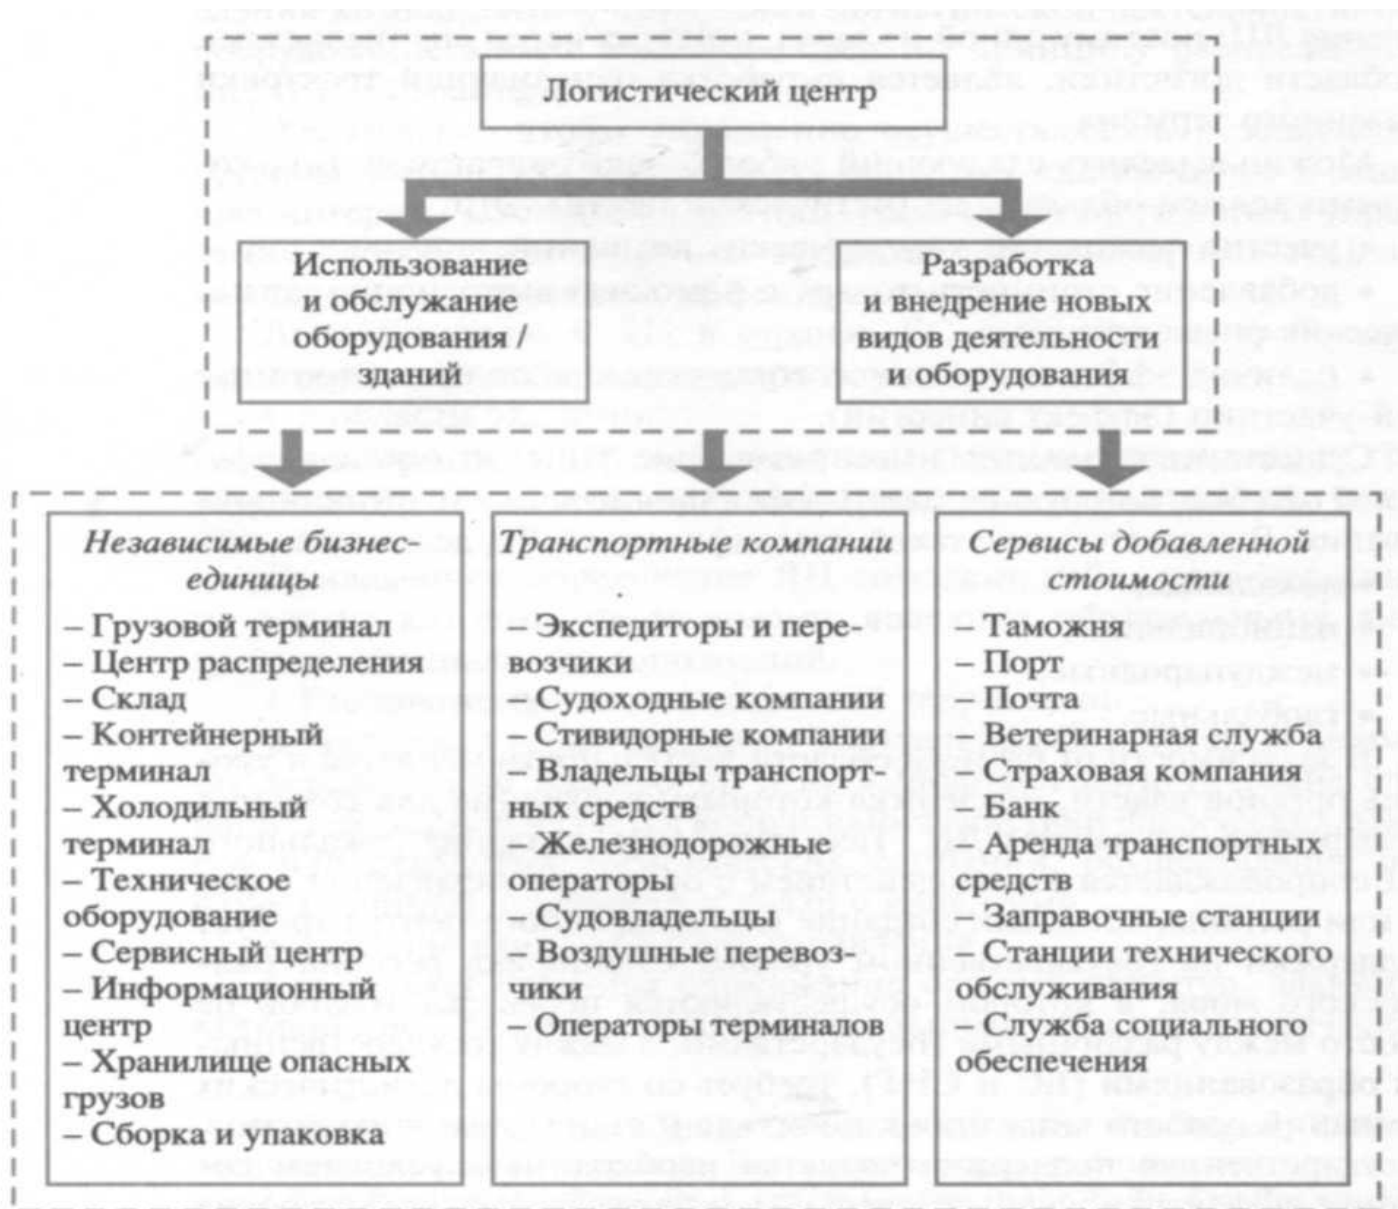 Логистический центр
Использование
и обслужание
оборудования /
зданий
Разработка
и внедрение новых
видов деятельности
и оборудования
Независимые бизнес-
единицы
– Грузовой терминал
– Центр распределения
– Склад
– Контейнерный
терминал
– Холодильный
терминал
– Техническое
оборудование
– Сервисный центр
– Информационный
центр
– Хранилище опасных
грузов
– Сборка и упаковка
Транспортные компании
– Экспедиторы и пере-
возчики
– Судоходные компании
– Стивидорные компании
– Владельцы транспорт-
ных средств
– Железнодорожные
операторы
– Судовладельцы
– Воздушные перевоз-
чики
– Операторы терминалов
Сервисы добавленной
стоимости
– Таможня
– Порт
– Почта
– Ветеринарная служба
– Страховая компания
– Банк
– Аренда транспортных
средств
– Заправочные станции
– Станции технического
обслуживания
– Служба социального
обеспечения